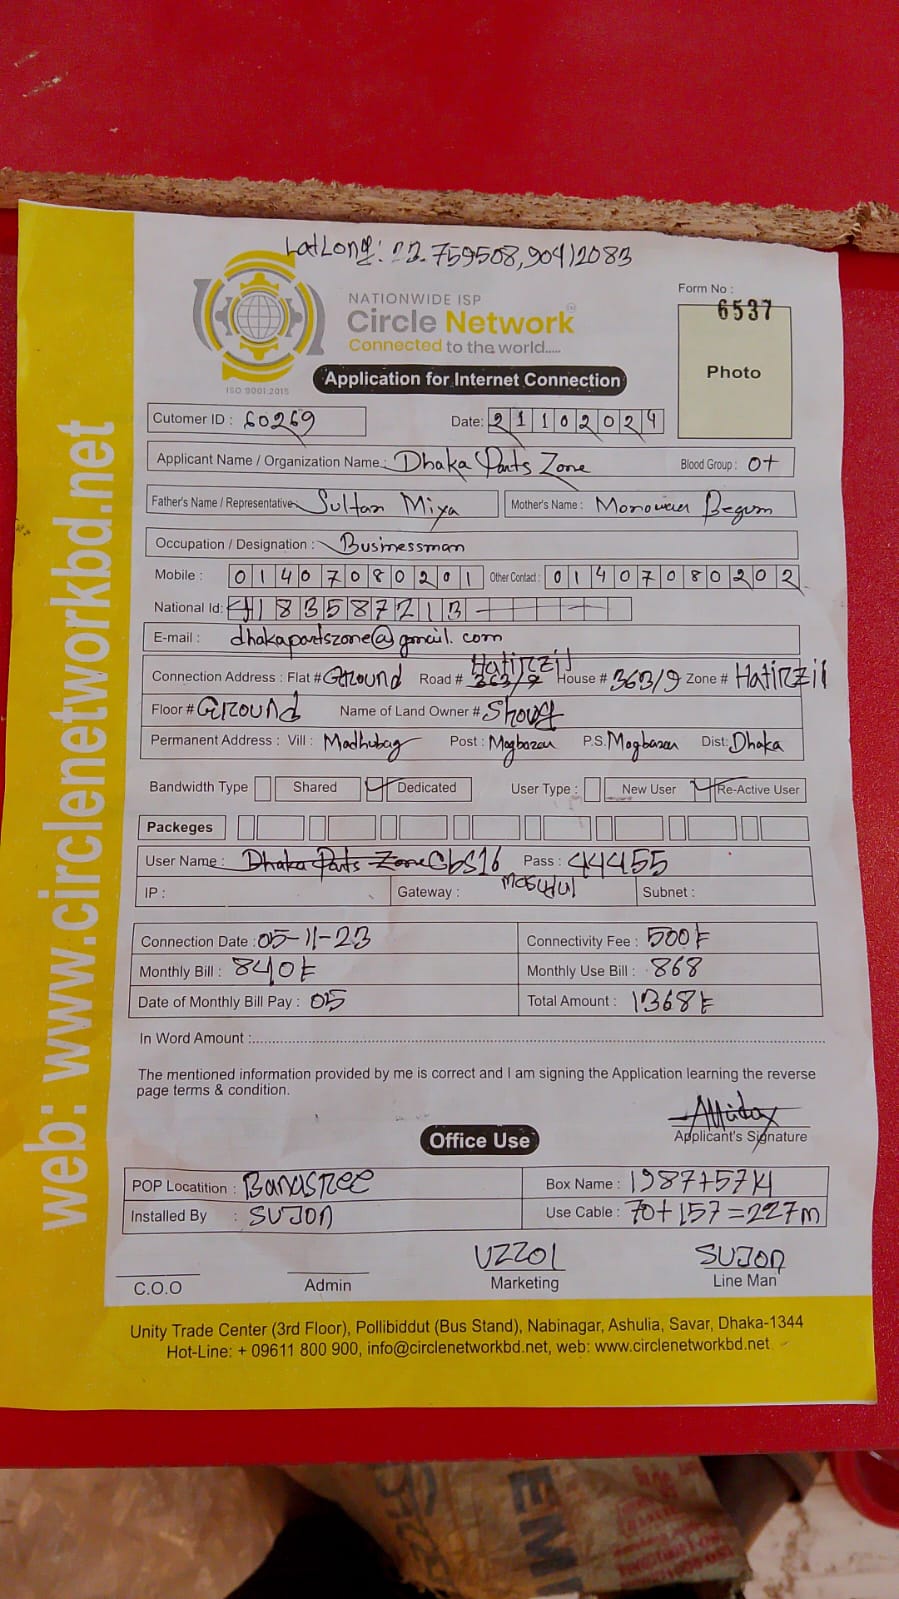 LatLong: 23.759508,90412083
Form No :
6537
NATIONWIDE ISP
Circle Network
Connected to the world.....
ISO 9001:2015
Photo
Application for Internet Connection
Cutomer ID : 60269 Date: 21102024
Applicant Name / Organization Name : Dhaka Parts Zone Blood Group : O+
Father's Name / Representative: Sultan Miya Mother's Name : Monowara Begum
Occupation / Designation : Businessman
Mobile : 01407080201 Other Contact : 01407080202
National Id: 4183587213
E-mail : dhakapartszone@gmail.com
Hatirzil
Connection Address : Flat # Ground Road # 363/9 House # 363/9 Zone # Hatirzil
Floor # Ground Name of Land Owner #
Permanent Address : Vill : Madhubag Post : Mogbazar P.S. Mogbazar Dist: Dhaka
Bandwidth Type Shared Dedicated User Type : New User Re-Active User
Packeges
User Name : Dhaka Parts Zone CbS16 Pass : 44455
IP : Gateway : Subnet :
Connection Date : 05-11-23 Connectivity Fee : 500৳
Monthly Bill : 840৳ Monthly Use Bill : 868
Date of Monthly Bill Pay : 05 Total Amount : 1368৳
In Word Amount :
The mentioned information provided by me is correct and I am signing the Application learning the reverse
page terms & condition.
Applicant's Signature
Office Use
POP Locatition : Banasree Box Name : 1987+5714
Installed By : SUJON Use Cable : 70+157=227m
UZZOL SUJON
C.O.O Admin Marketing Line Man
Unity Trade Center (3rd Floor), Pollibiddut (Bus Stand), Nabinagar, Ashulia, Savar, Dhaka-1344
Hot-Line: + 09611 800 900, info@circlenetworkbd.net, web: www.circlenetworkbd.net
web: www.circlenetworkbd.net